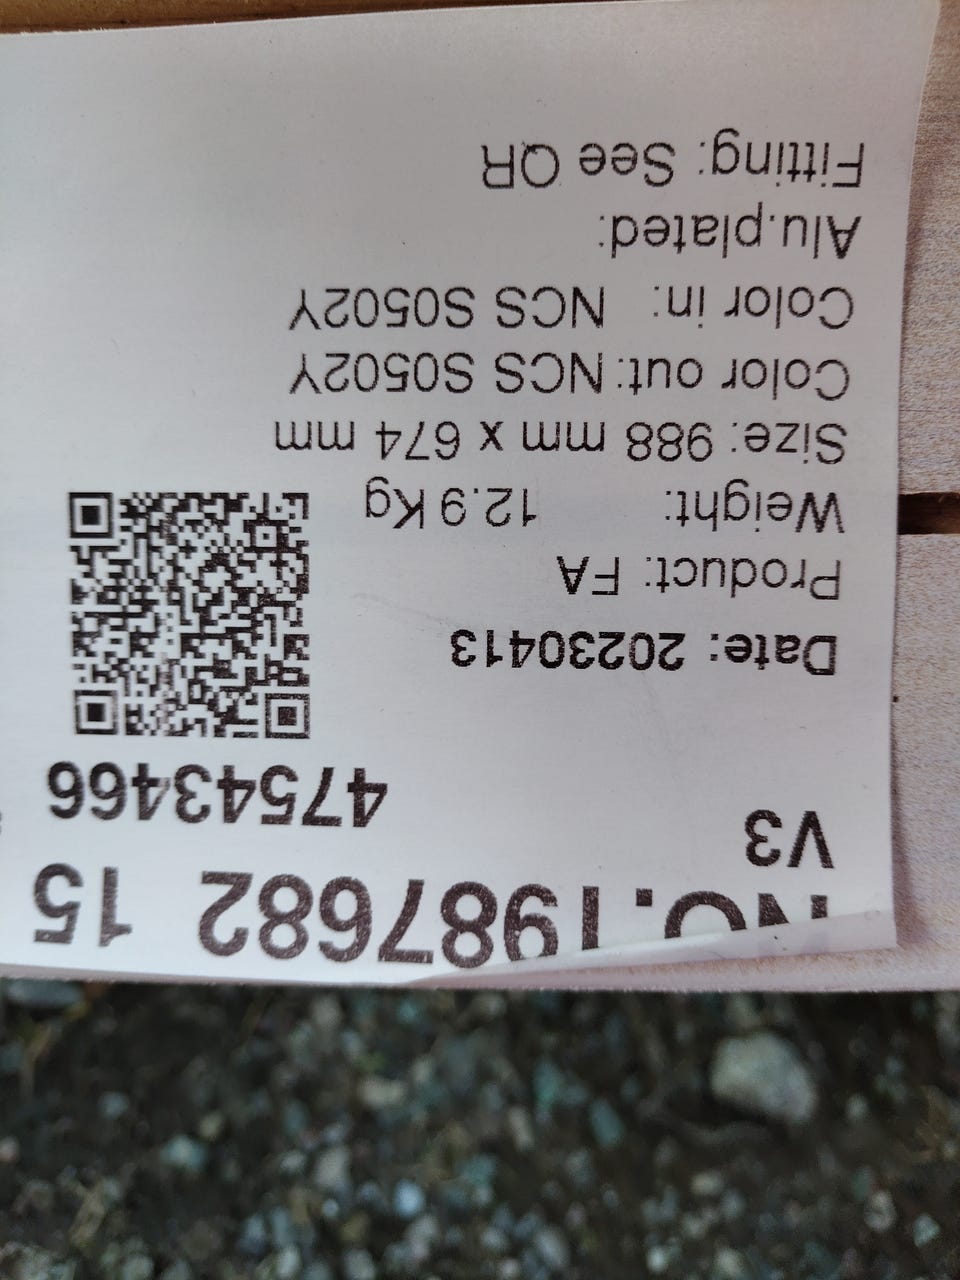 NO.1987682 15
V3
47543466
Date: 20230413
Product: FA
Weight: 12.9 Kg
Size: 988 mm x 674 mm
Color out: NCS S0502Y
Color in: NCS S0502Y
Alu.plated:
Fitting: See QR